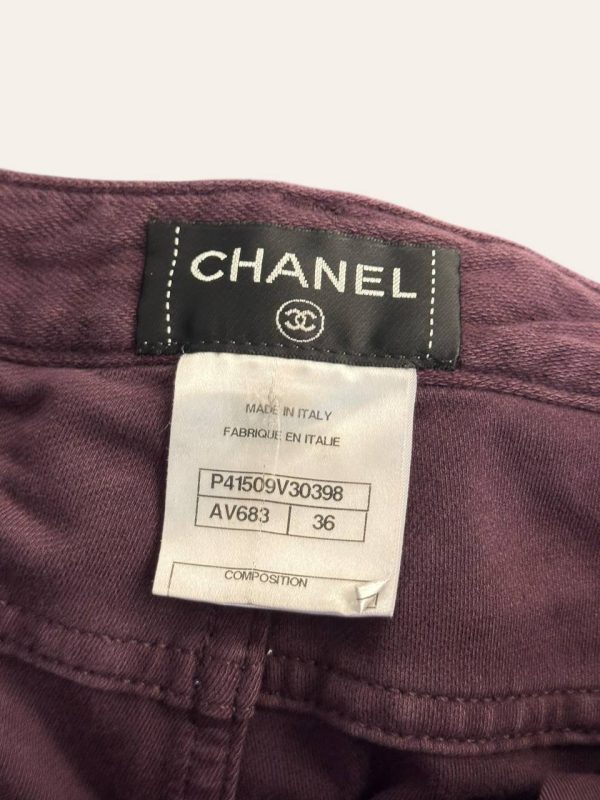 CHANEL
MADE IN ITALY
FABRIQUE EN ITALIE
P41509V30398
AV683 36
COMPOSITION